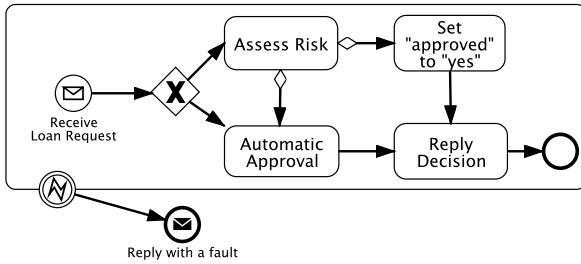 Assess Risk
Set
"approved"
to "yes"
Receive
Loan Request
X
Automatic
Approval
Reply
Decision
Reply with a fault